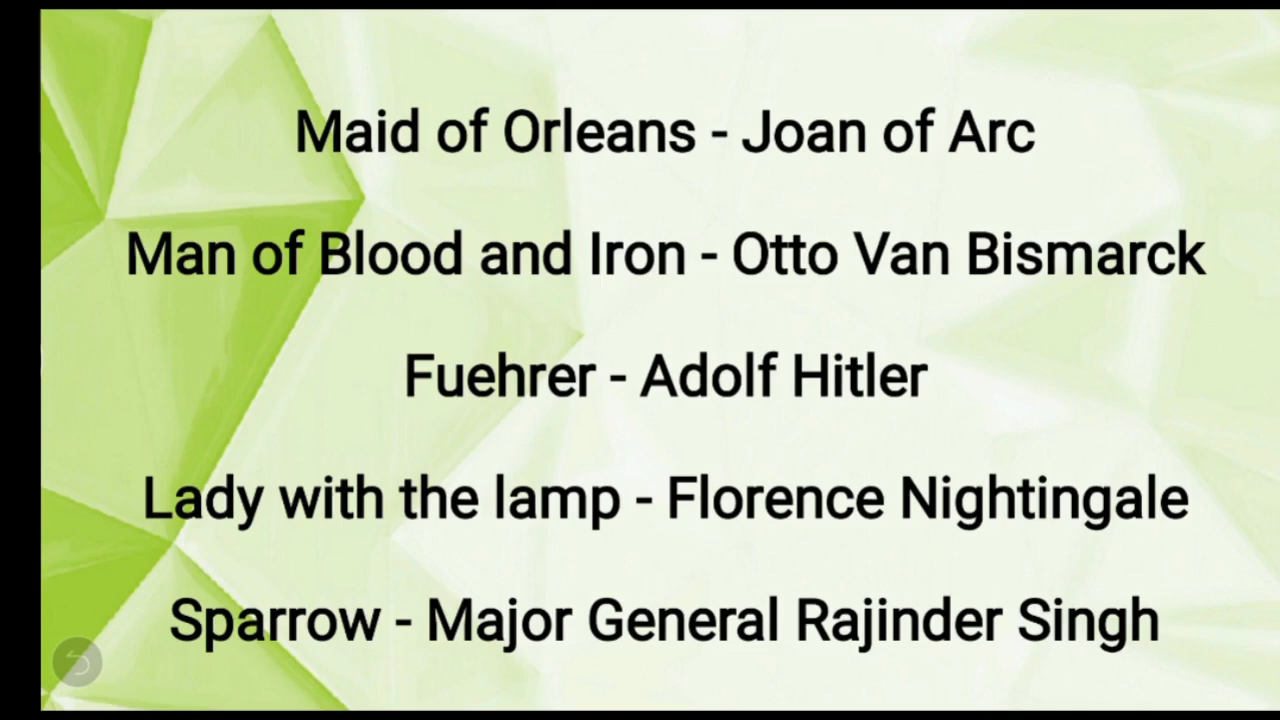 Maid of Orleans - Joan of Arc
Man of Blood and Iron - Otto Van Bismarck
Fuehrer - Adolf Hitler
Lady with the lamp - Florence Nightingale
Sparrow - Major General Rajinder Singh